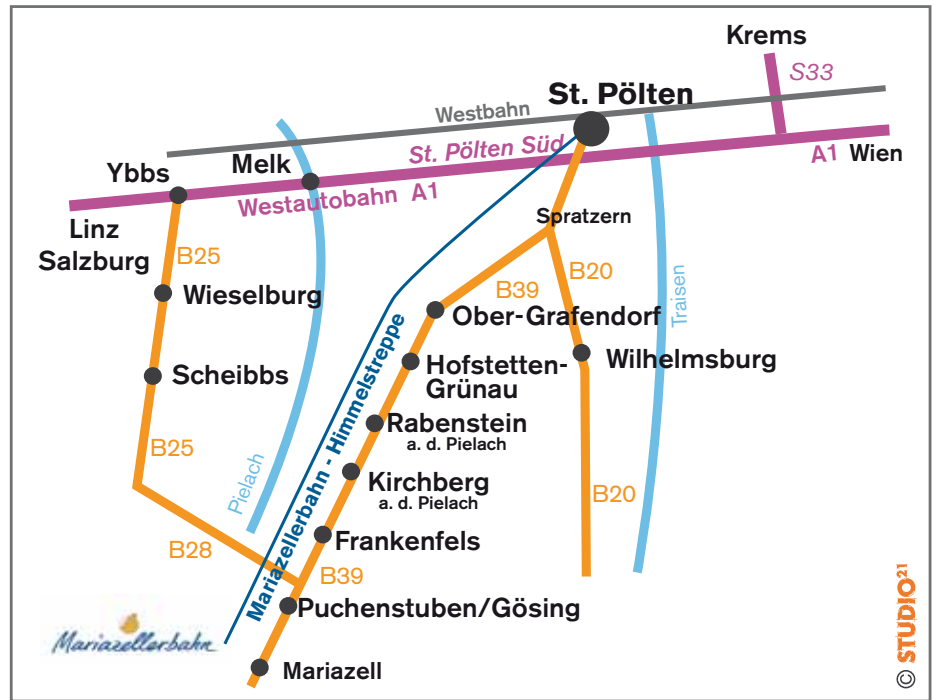 Krems
S33
St. Pölten
Westbahn
St. Pölten Süd
A1 Wien
Ybbs
Melk
Westautobahn A1
Linz
Salzburg
Spratzern
B25
B39
B20
Traisen
Wieselburg
Ober-Grafendorf
Wilhelmsburg
Scheibbs
Hofstetten-
Grünau
Mariazellerbahn - Himmelstreppe
Rabenstein
a. d. Pielach
B25
Pielach
Kirchberg
a. d. Pielach
B20
Frankenfels
B28
B39
Puchenstuben/Gösing
Mariazellerbahn
Mariazell
© STUDIO21